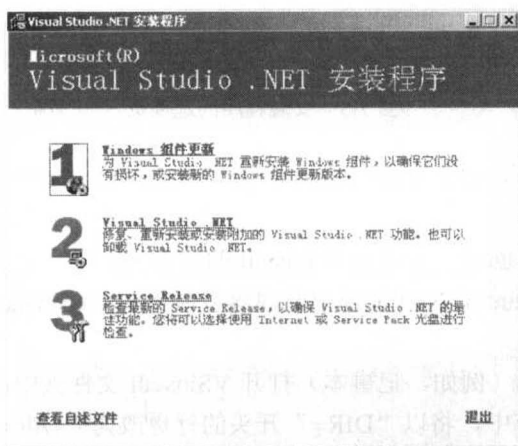 Visual Studio .NET 安装程序
Microsoft(R)
Visual Studio .NET 安装程序
1
Windows 组件更新
为 Visual Studio .NET 重新安装 Windows 组件，以确保它们没
有损坏，或安装新的 Windows 组件更新版本。
2
Visual Studio .NET
修复、重新安装或安装附加的 Visual Studio .NET 功能。也可以
卸载 Visual Studio .NET。
3
Service Release
检查最新的 Service Release，以确保 Visual Studio .NET 的最
佳功能。您将可以选择使用 Internet 或 Service Pack 光盘进行
检查。
查看自述文件
退出